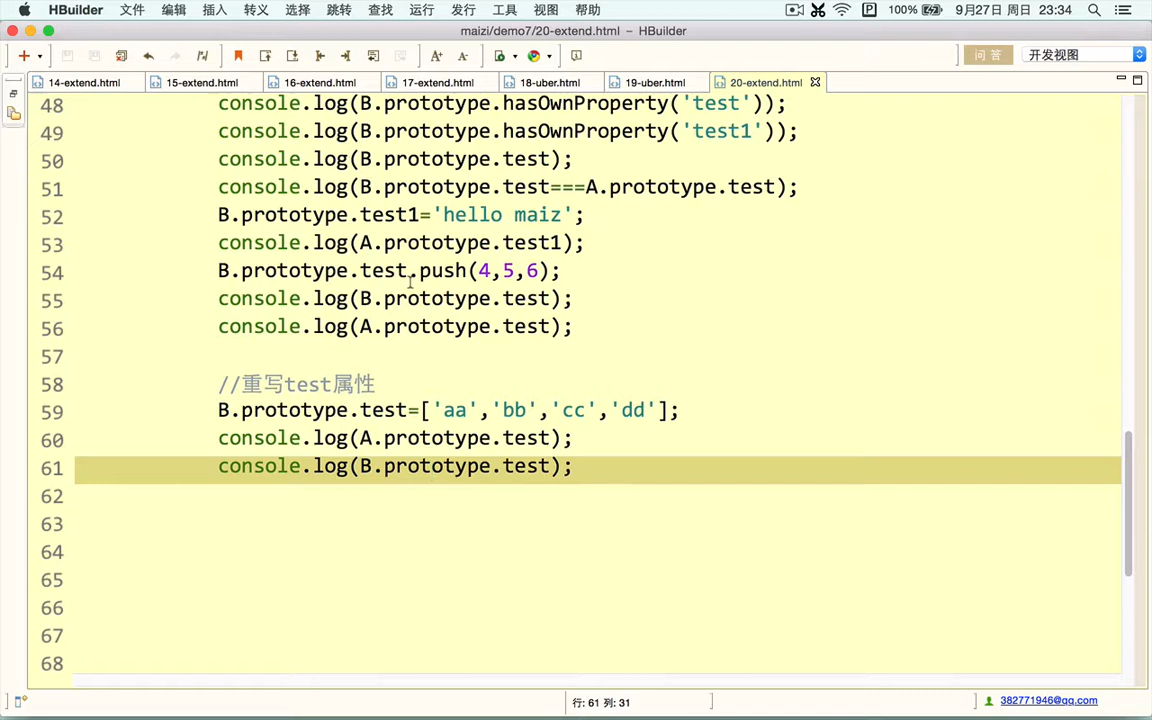 HBuilder 文件 编辑 插入 转义 选择 跳转 查找 运行 发行 工具 视图 帮助 100% 9月27日 周日 23:34
maizi/demo7/20-extend.html – HBuilder
问 答 开发视图
14-extend.html 15-extend.html 16-extend.html 17-extend.html 18-uber.html 19-uber.html 20-extend.html
48 console.log(B.prototype.hasOwnProperty('test'));
49 console.log(B.prototype.hasOwnProperty('test1'));
50 console.log(B.prototype.test);
51 console.log(B.prototype.test===A.prototype.test);
52 B.prototype.test1='hello maiz';
53 console.log(A.prototype.test1);
54 B.prototype.test.push(4,5,6);
55 console.log(B.prototype.test);
56 console.log(A.prototype.test);
57
58 //重写test属性
59 B.prototype.test=['aa','bb','cc','dd'];
60 console.log(A.prototype.test);
61 console.log(B.prototype.test);
62
63
64
65
66
67
68
行: 61 列: 31 382771946@qq.com